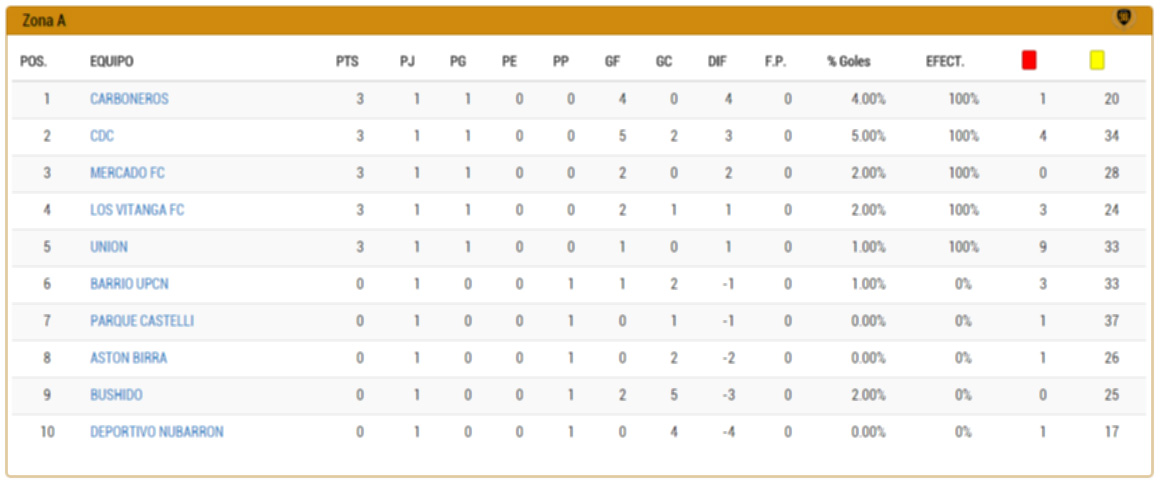 Zona A
POS. EQUIPO PTS PJ PG PE PP GF GC DIF F.P. % Goles EFECT.
1 CARBONEROS 3 1 1 0 0 4 0 4 0 4.00% 100% 1 20
2 CDC 3 1 1 0 0 5 2 3 0 5.00% 100% 4 34
3 MERCADO FC 3 1 1 0 0 2 0 2 0 2.00% 100% 0 28
4 LOS VITANGA FC 3 1 1 0 0 2 1 1 0 2.00% 100% 3 24
5 UNION 3 1 1 0 0 1 0 1 0 1.00% 100% 9 33
6 BARRIO UPCN 0 1 0 0 1 1 2 -1 0 1.00% 0% 3 33
7 PARQUE CASTELLI 0 1 0 0 1 0 1 -1 0 0.00% 0% 1 37
8 ASTON BIRRA 0 1 0 0 1 0 2 -2 0 0.00% 0% 1 26
9 BUSHIDO 0 1 0 0 1 2 5 -3 0 2.00% 0% 0 25
10 DEPORTIVO NUBARRON 0 1 0 0 1 0 4 -4 0 0.00% 0% 1 17